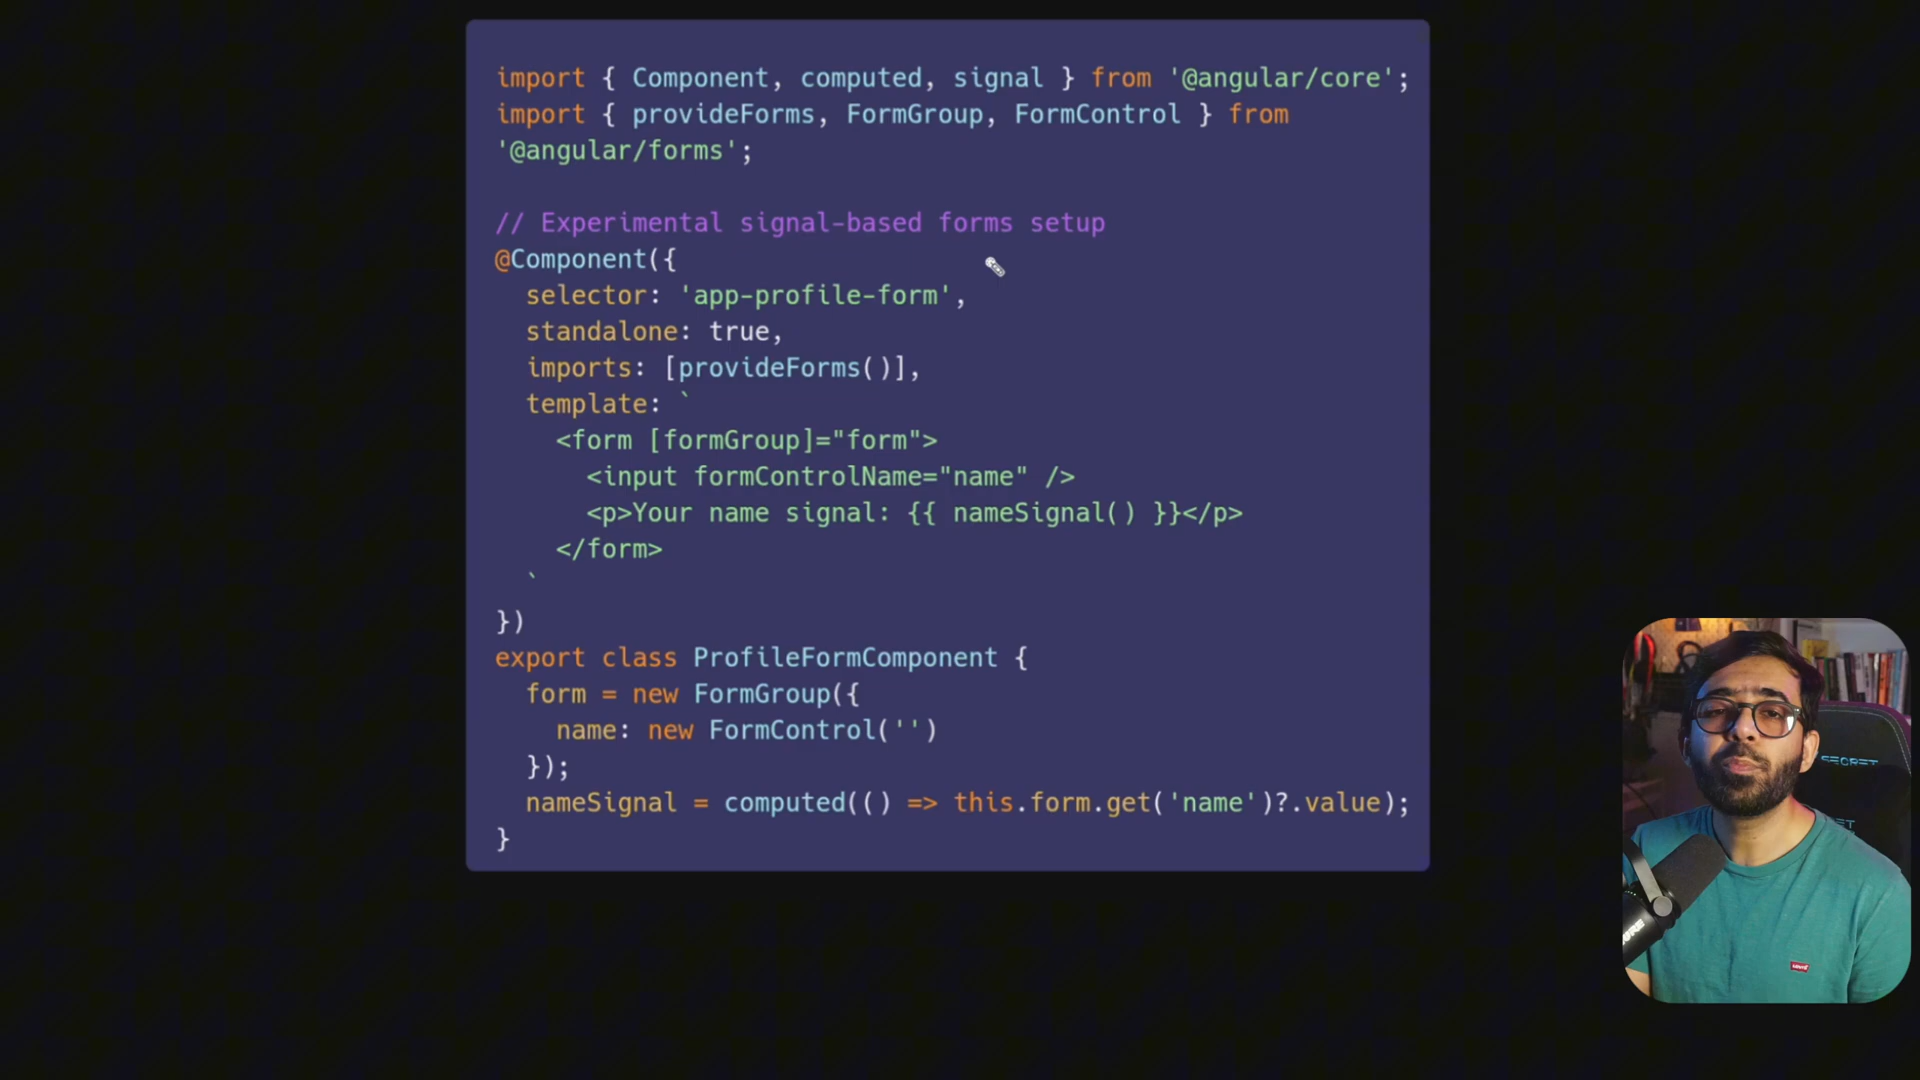 import { Component, computed, signal } from '@angular/core';
import { provideForms, FormGroup, FormControl } from
'@angular/forms';
// Experimental signal-based forms setup
@Component({
selector: 'app-profile-form',
standalone: true,
imports: [provideForms()],
template: `
<form [formGroup]="form">
<input formControlName="name" />
<p>Your name signal: {{ nameSignal() }}</p>
</form>
`
})
export class ProfileFormComponent {
form = new FormGroup({
name: new FormControl('')
});
nameSignal = computed(() => this.form.get('name')?.value);
}
SECRET